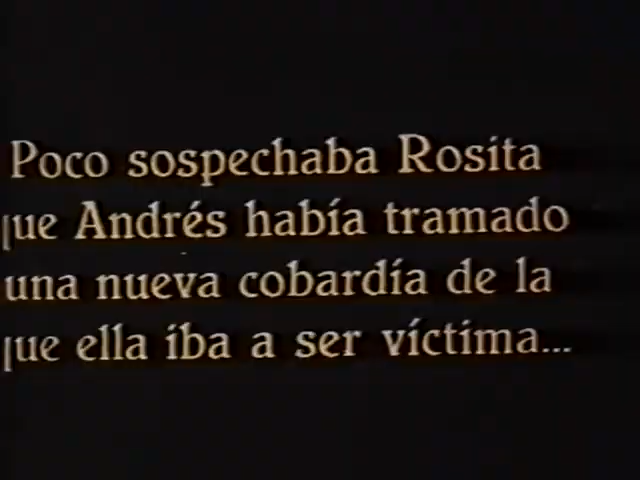 Poco sospechaba Rosita
que Andrés había tramado
una nueva cobardía de la
que ella iba a ser víctima...